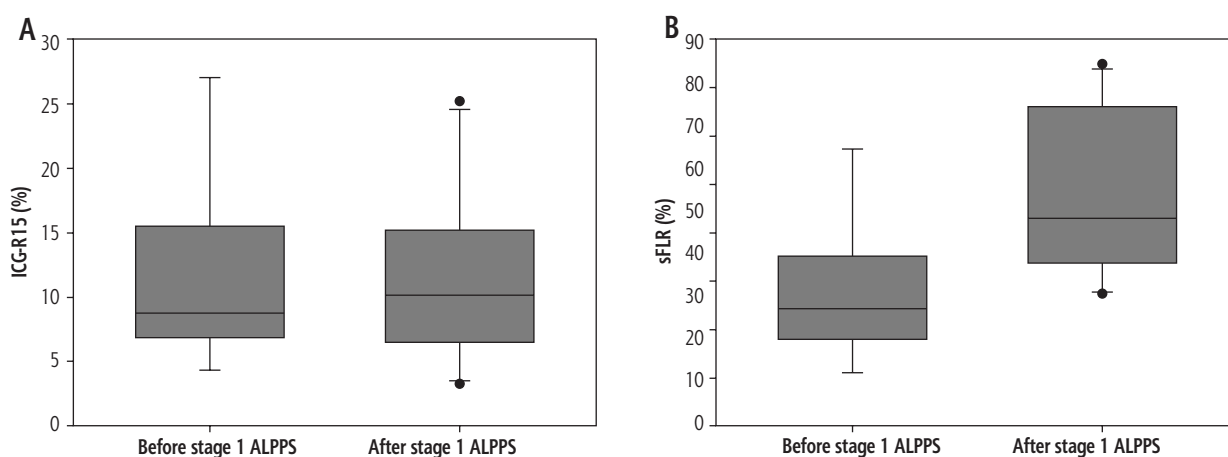 A
30
25
20
15
10
5
0
ICG-R15 (%)
Before stage 1 ALPPS
After stage 1 ALPPS
B
90
80
70
60
50
40
30
20
10
0
sFLR (%)
Before stage 1 ALPPS
After stage 1 ALPPS